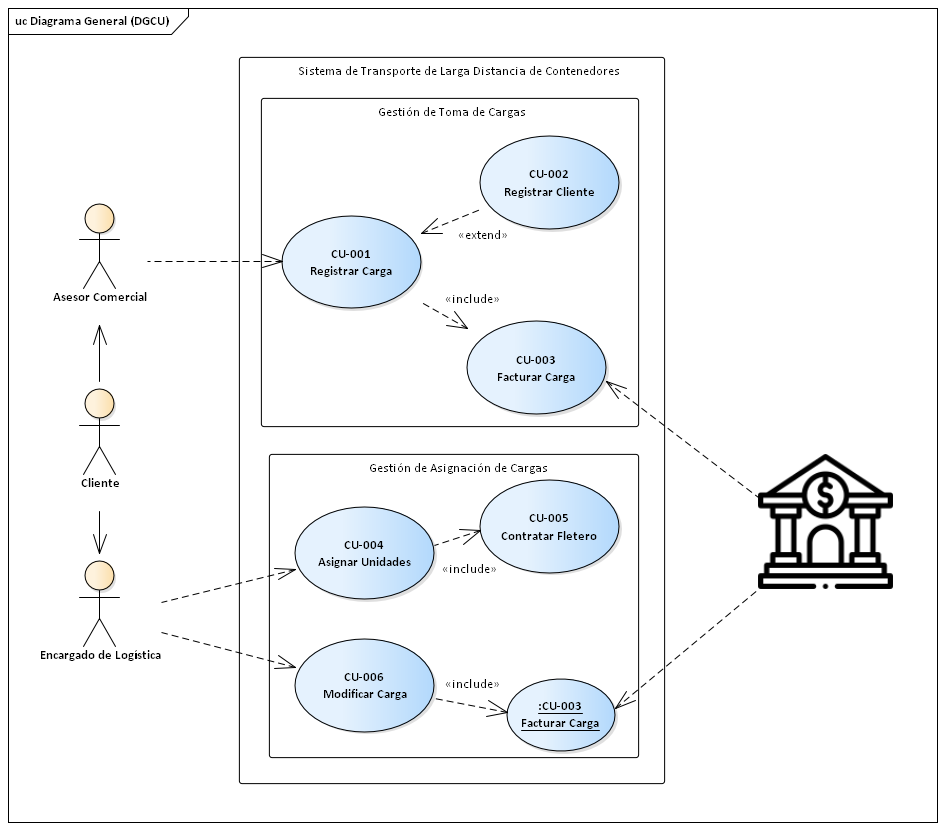 uc Diagrama General (DGCU)
Sistema de Transporte de Larga Distancia de Contenedores
Gestión de Toma de Cargas
CU-002
Registrar Cliente
«extend»
CU-001
Registrar Carga
Asesor Comercial
«include»
CU-003
Facturar Carga
Cliente
Gestión de Asignación de Cargas
CU-005
Contratar Fletero
CU-004
Asignar Unidades
«include»
$
Encargado de Logística
CU-006
Modificar Carga
«include»
:CU-003
Facturar Carga